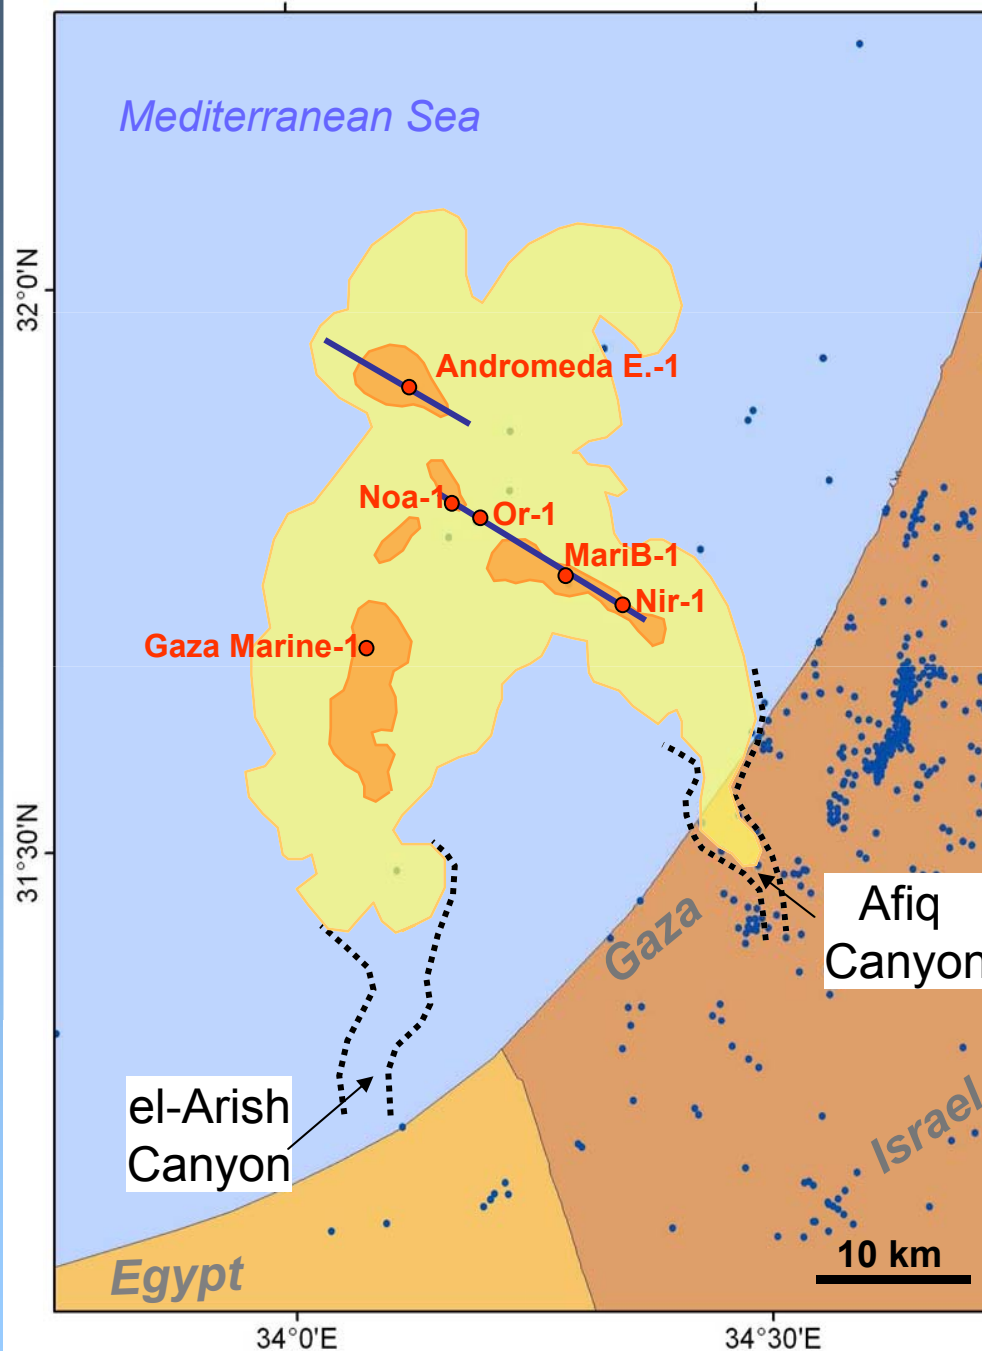 Mediterranean Sea
32°0'N
Andromeda E.-1
Noa-1
Or-1
MariB-1
Nir-1
Gaza Marine-1
31°30'N
Afiq
Canyon
Gaza
el-Arish
Canyon
Israel
Egypt
10 km
34°0'E
34°30'E